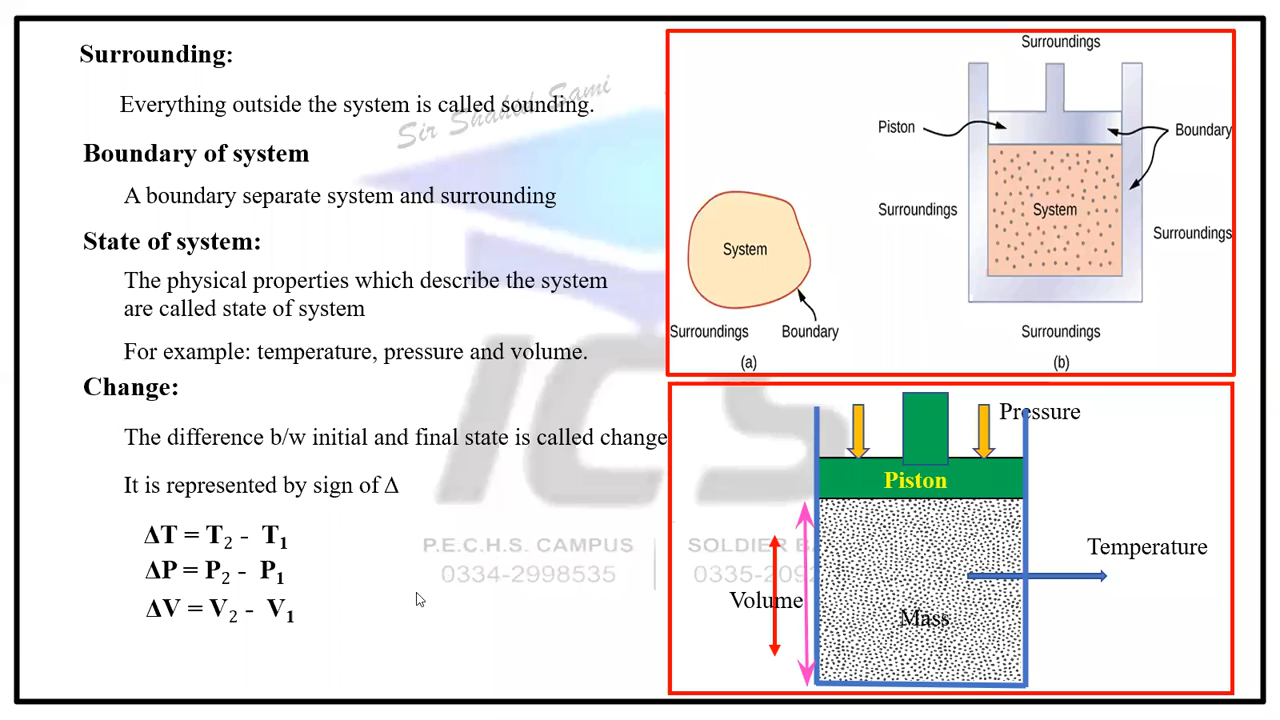 Surrounding:
Everything outside the system is called sounding.
Sir Shahid Sami
Boundary of system
A boundary separate system and surrounding
State of system:
The physical properties which describe the system
are called state of system
For example: temperature, pressure and volume.
Change:
The difference b/w initial and final state is called change
It is represented by sign of Δ
ΔT = T₂ - T₁
ΔP = P₂ - P₁
ΔV = V₂ - V₁
ICS
P.E.C.H.S. CAMPUS
0334-2998535
SOLDIER
0335-209
Surroundings
Piston
Boundary
System
Surroundings
Surroundings
Surroundings
(b)
System
Surroundings
Boundary
(a)
Pressure
Piston
Temperature
Volume
Mass